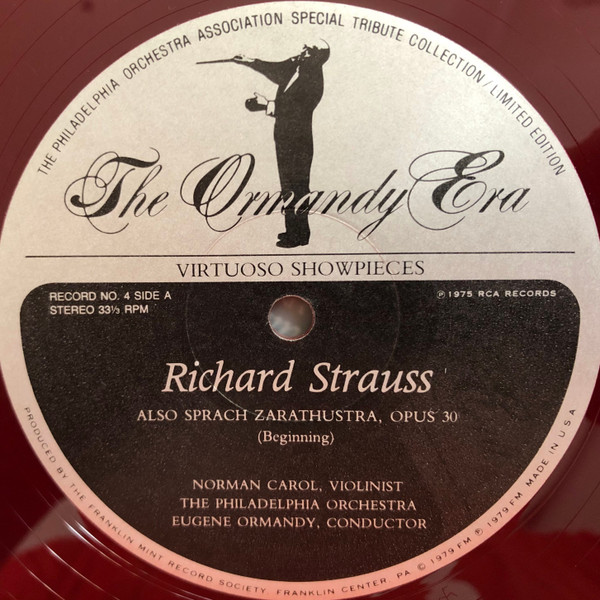 THE PHILADELPHIA ORCHESTRA ASSOCIATION SPECIAL TRIBUTE COLLECTION/LIMITED EDITION
The Ormandy Era
VIRTUOSO SHOWPIECES
RECORD NO. 4 SIDE A
STEREO 33⅓ RPM
℗ 1975 RCA RECORDS
Richard Strauss
ALSO SPRACH ZARATHUSTRA, OPUS 30
(Beginning)
NORMAN CAROL, VIOLINIST
THE PHILADELPHIA ORCHESTRA
EUGENE ORMANDY, CONDUCTOR
PRODUCED BY THE FRANKLIN MINT RECORD SOCIETY. FRANKLIN CENTER, PA © 1979 FM ℗ 1979 FM MADE IN U.S.A.